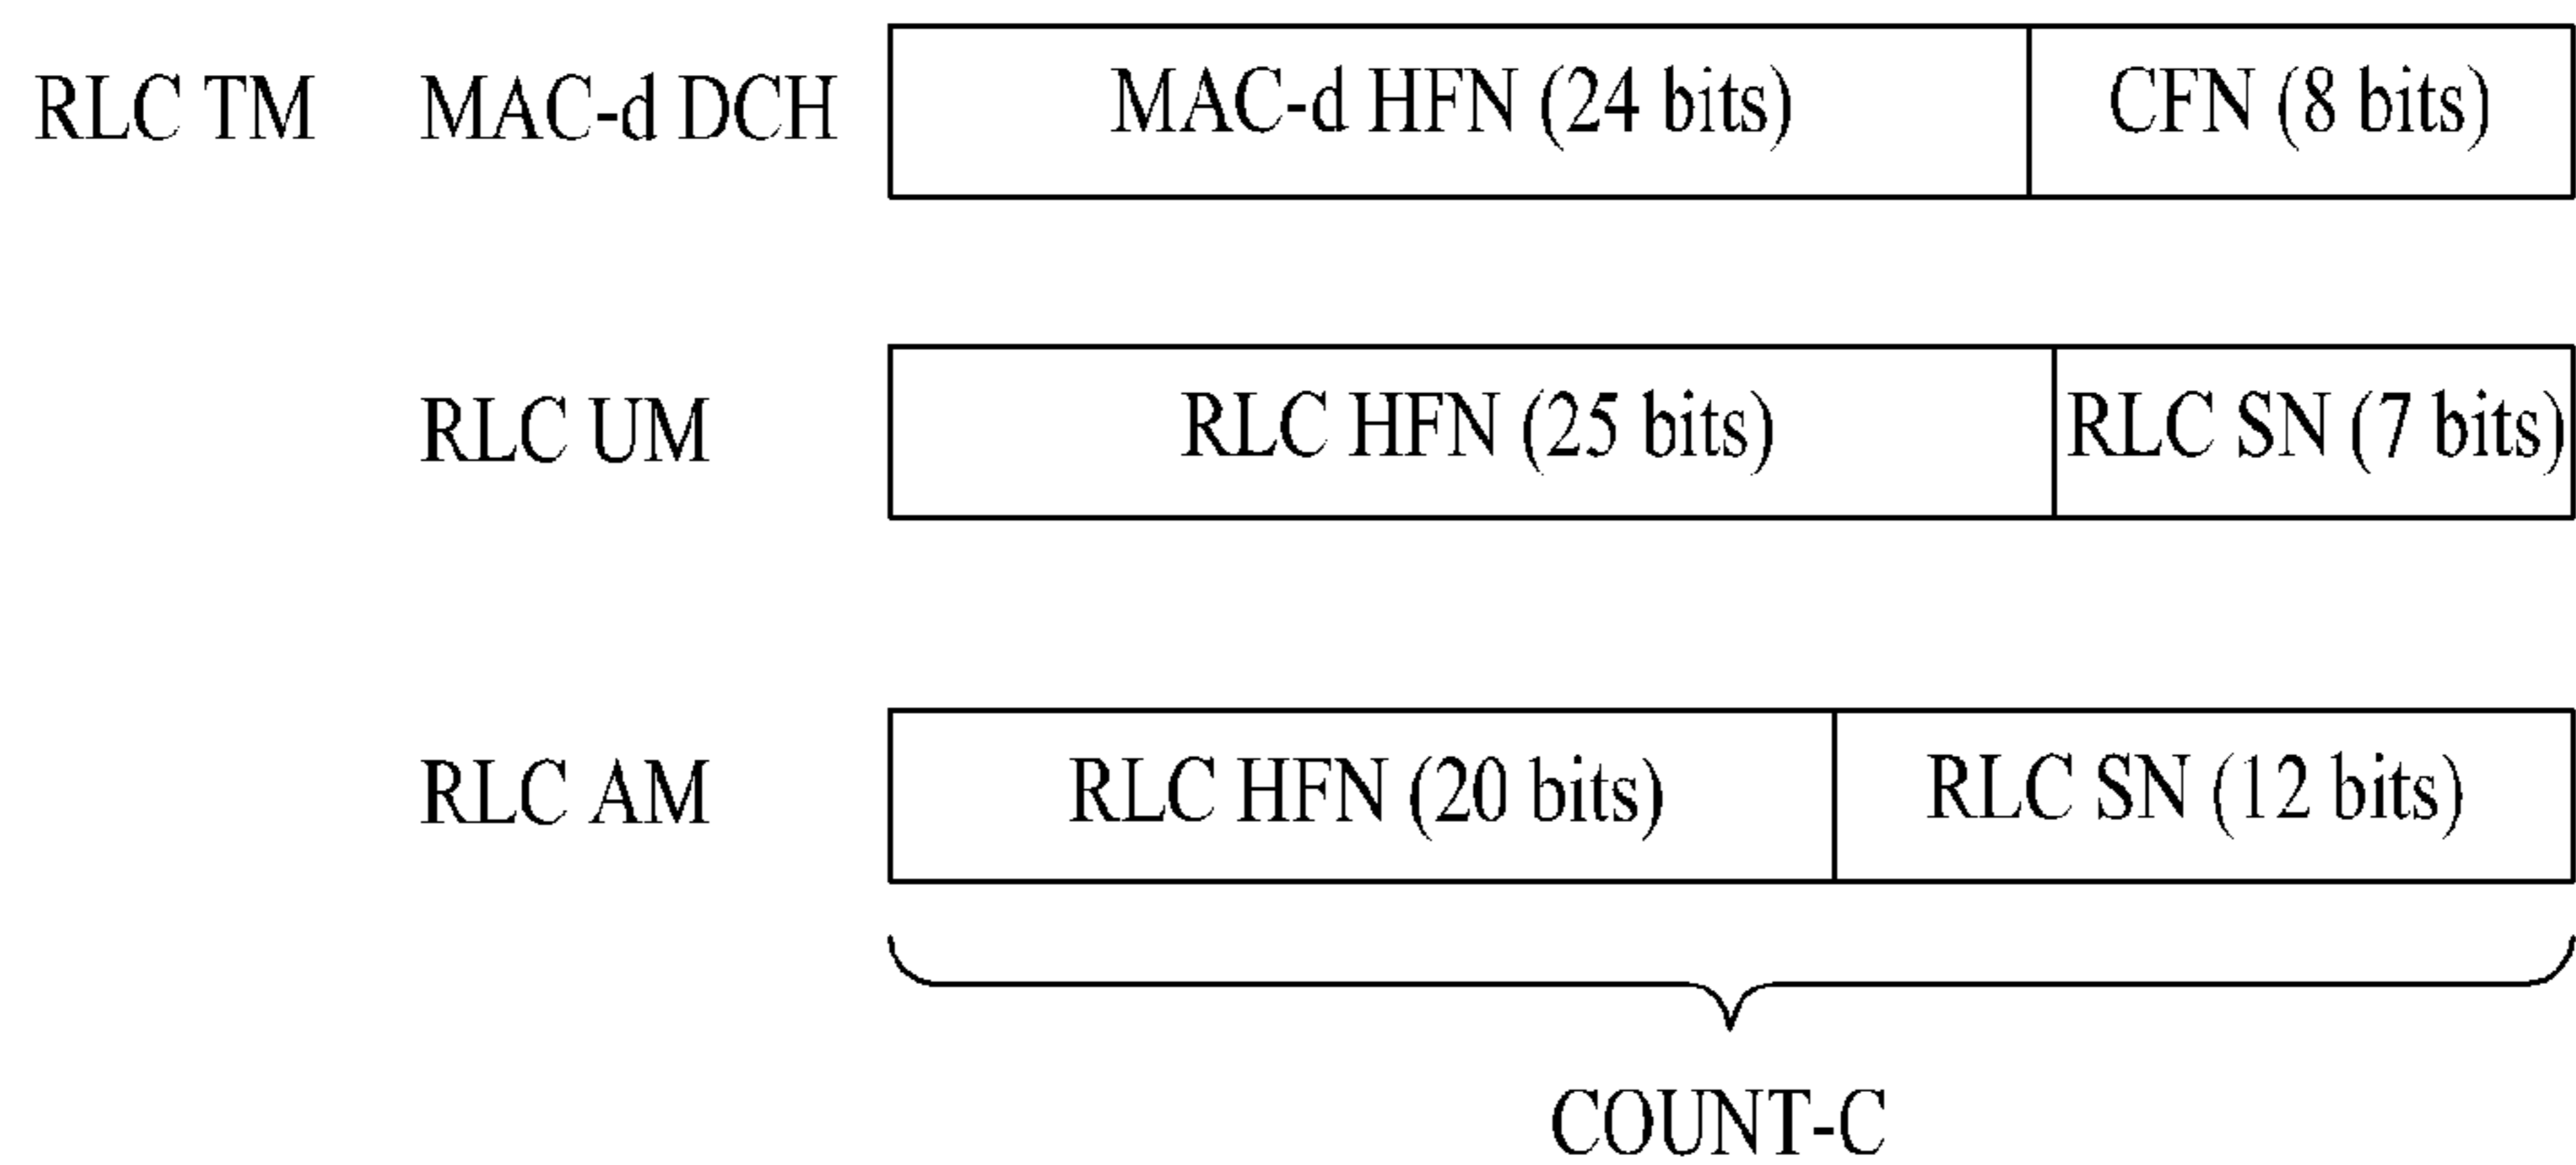 RLC TM MAC-d DCH MAC-d HFN (24 bits) CFN (8 bits)
RLC UM RLC HFN (25 bits) RLC SN (7 bits)
RLC AM RLC HFN (20 bits) RLC SN (12 bits)
COUNT-C